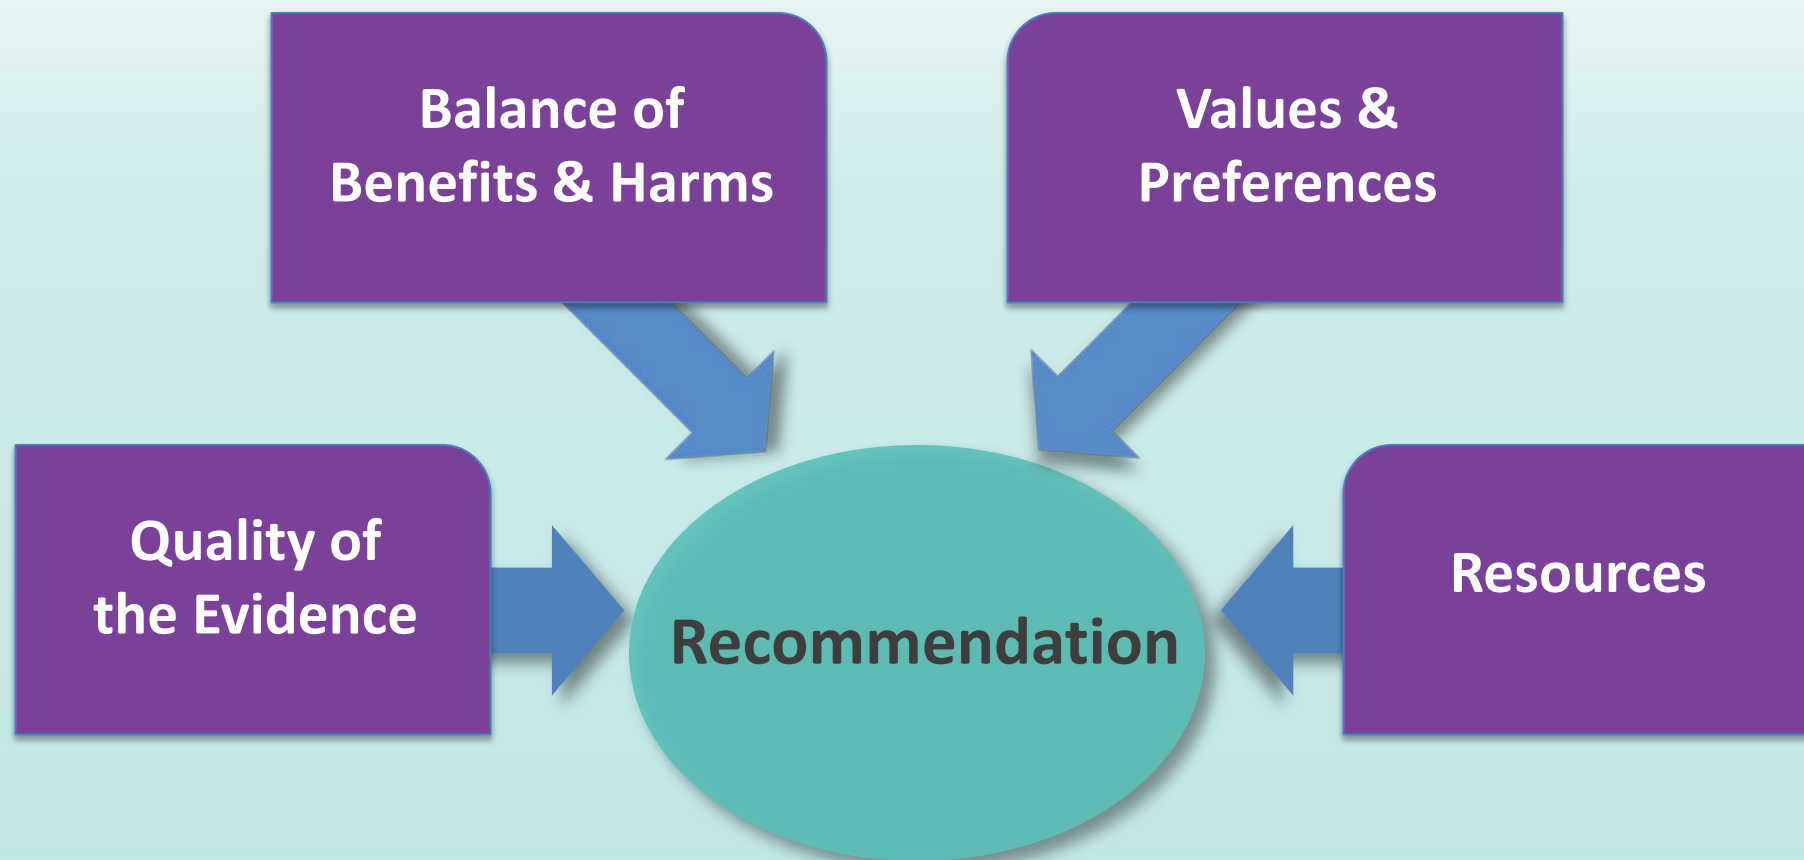 Balance of
Benefits & Harms
Values &
Preferences
Quality of
the Evidence
Recommendation
Resources